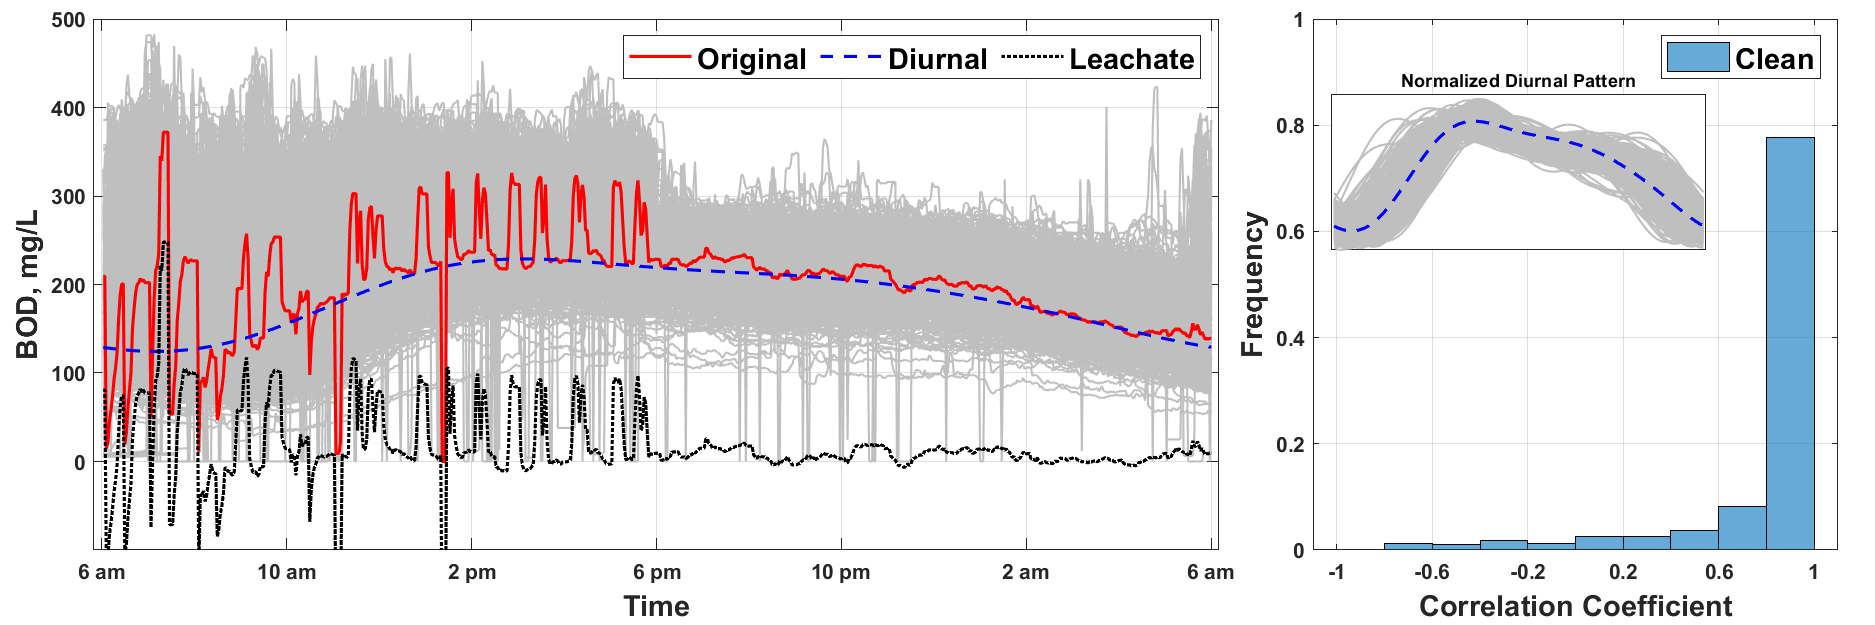 500
400
300
200
100
0
BOD, mg/L
Original Diurnal Leachate
6 am 10 am 2 pm 6 pm 10 pm 2 am 6 am
Time
1
0.8
0.6
0.4
0.2
0
Frequency
Clean
Normalized Diurnal Pattern
-1 -0.6 -0.2 0.2 0.6 1
Correlation Coefficient